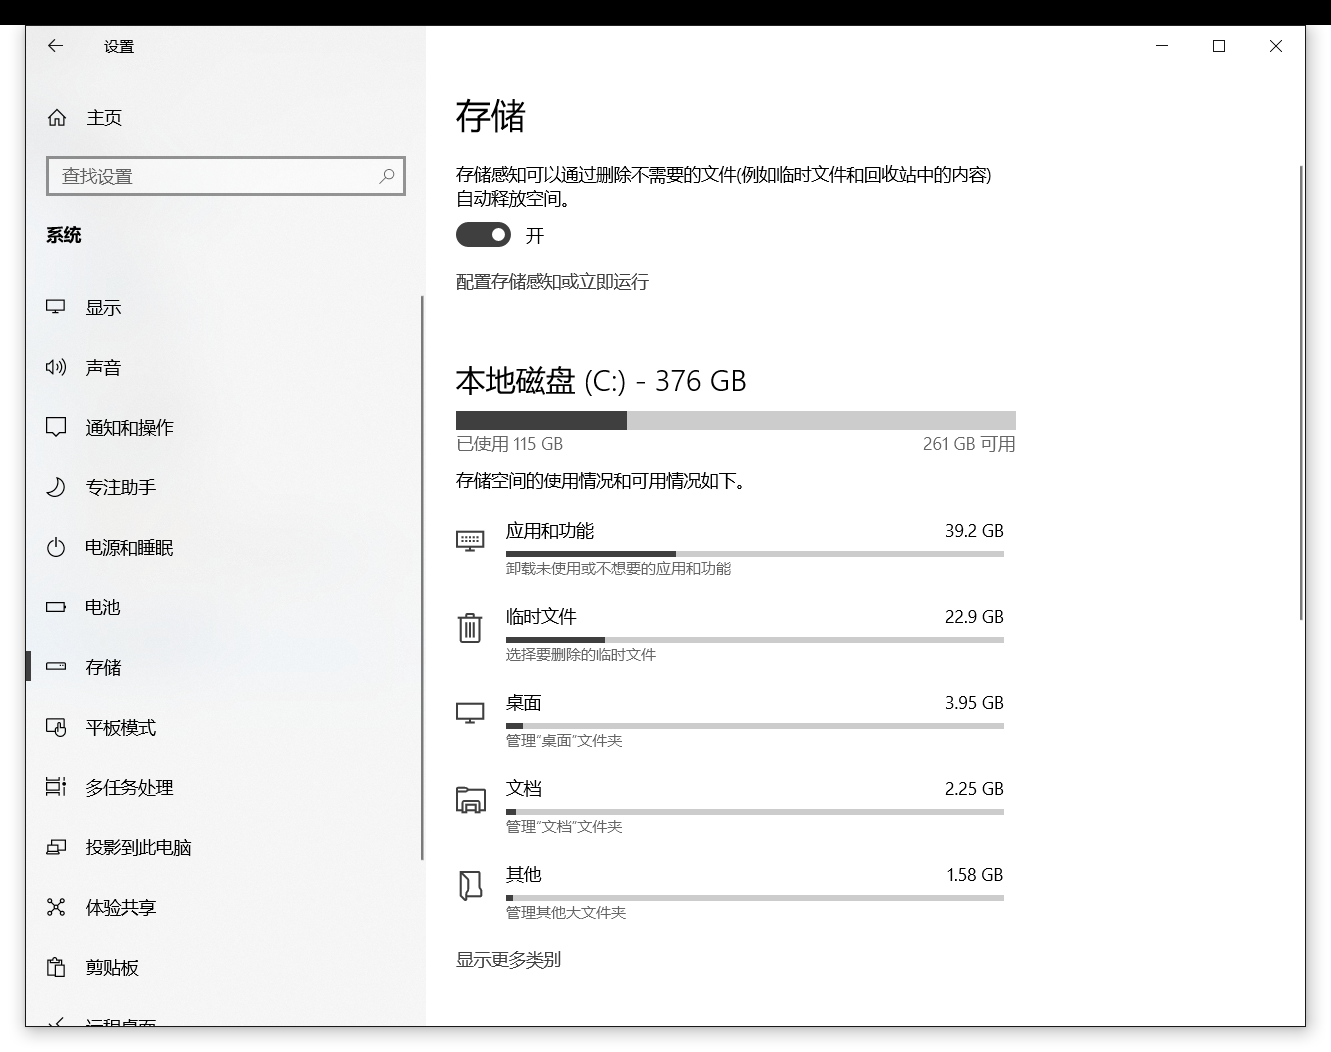 设置
主页
查找设置
系统
显示
声音
通知和操作
专注助手
电源和睡眠
电池
存储
平板模式
多任务处理
投影到此电脑
体验共享
剪贴板
远程桌面
存储
存储感知可以通过删除不需要的文件(例如临时文件和回收站中的内容)
自动释放空间。
开
配置存储感知或立即运行
本地磁盘 (C:) - 376 GB
已使用 115 GB
261 GB 可用
存储空间的使用情况和可用情况如下。
应用和功能
39.2 GB
卸载未使用或不想要的应用和功能
临时文件
22.9 GB
选择要删除的临时文件
桌面
3.95 GB
管理"桌面"文件夹
文档
2.25 GB
管理"文档"文件夹
其他
1.58 GB
管理其他大文件夹
显示更多类别